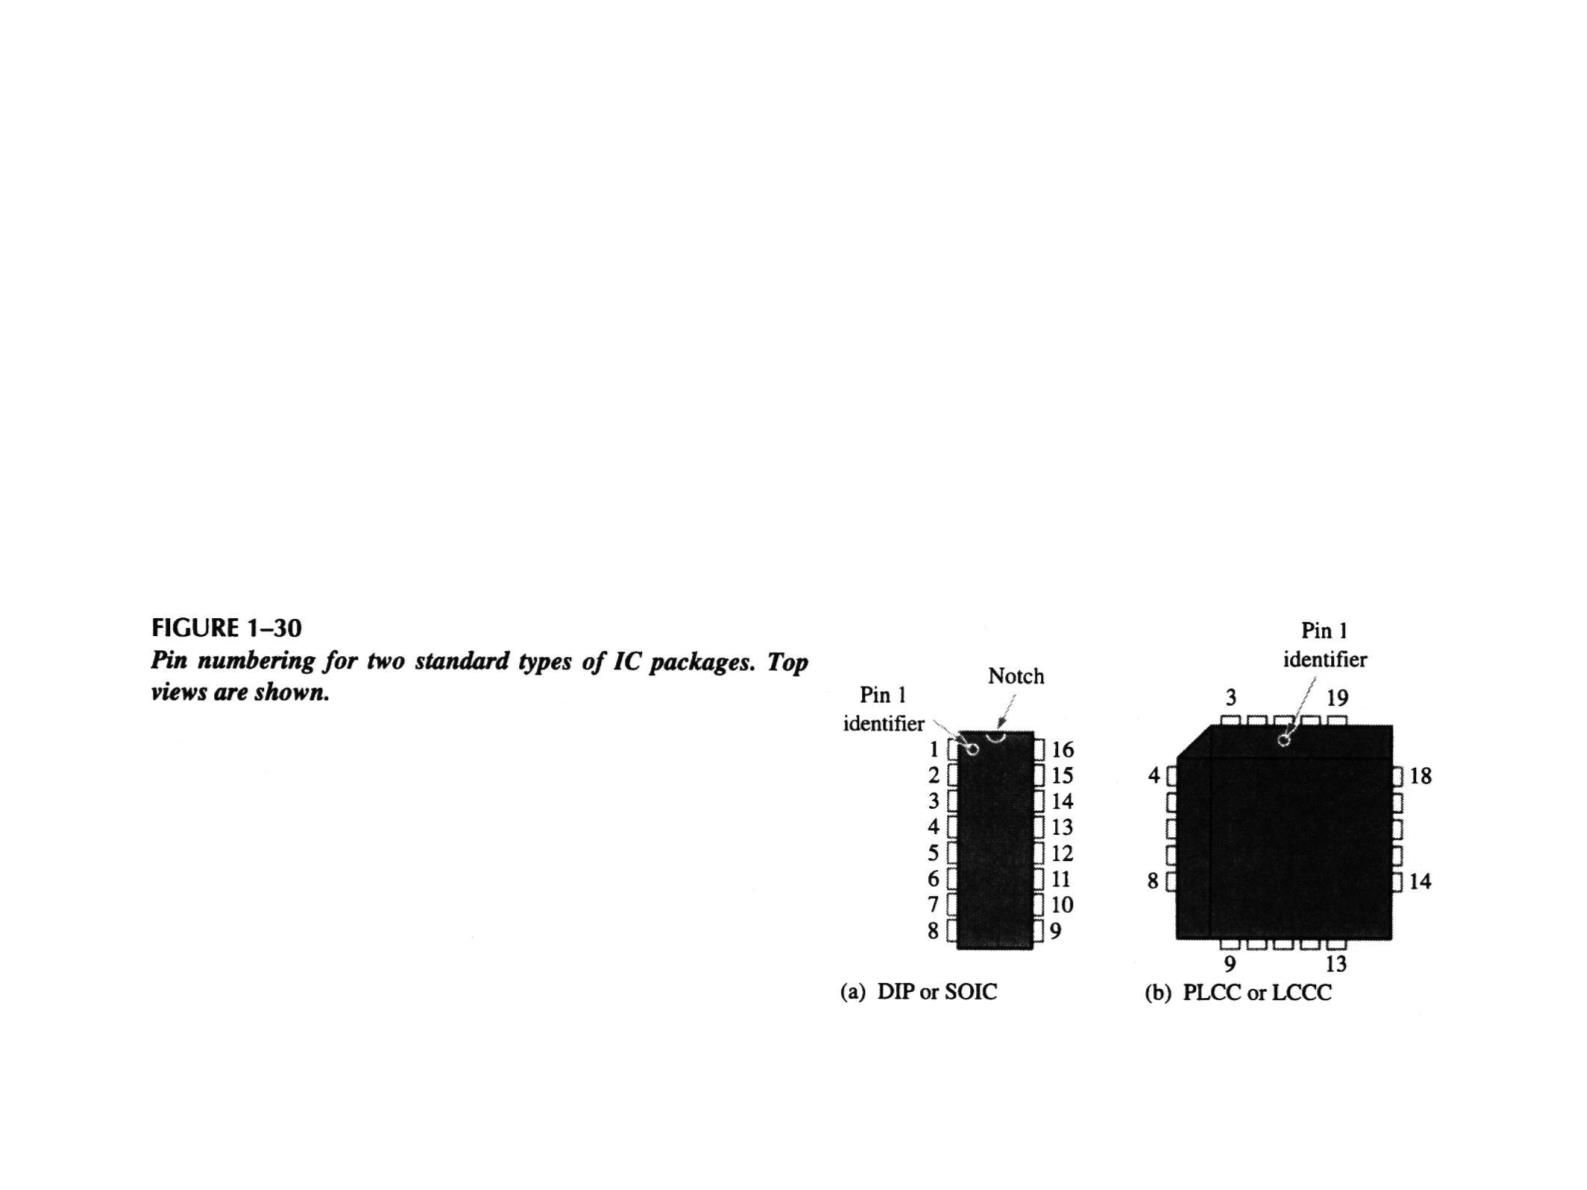 FIGURE 1–30
Pin numbering for two standard types of IC packages. Top
views are shown.
Pin 1
identifier
Notch
1 16
2 15
3 14
4 13
5 12
6 11
7 10
8 9
(a) DIP or SOIC
Pin 1
identifier
3 19
4 18
8 14
9 13
(b) PLCC or LCCC